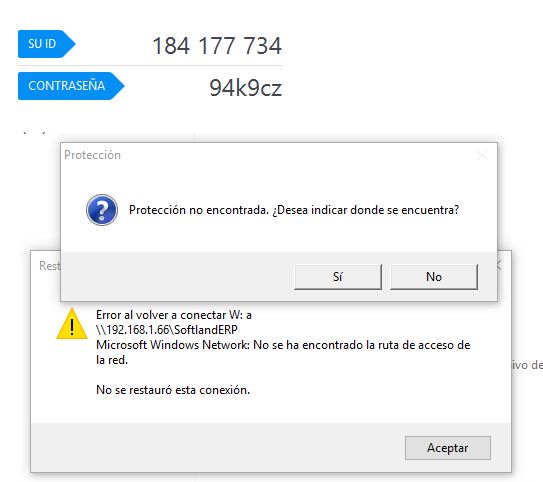 SU ID
184 177 734
CONTRASEÑA
94k9cz
Protección
Protección no encontrada. ¿Desea indicar donde se encuentra?
Sí
No
Rest
Error al volver a conectar W: a
\\192.168.1.66\SoftlandERP
Microsoft Windows Network: No se ha encontrado la ruta de acceso de
la red.
ivo de
No se restauró esta conexión.
Aceptar